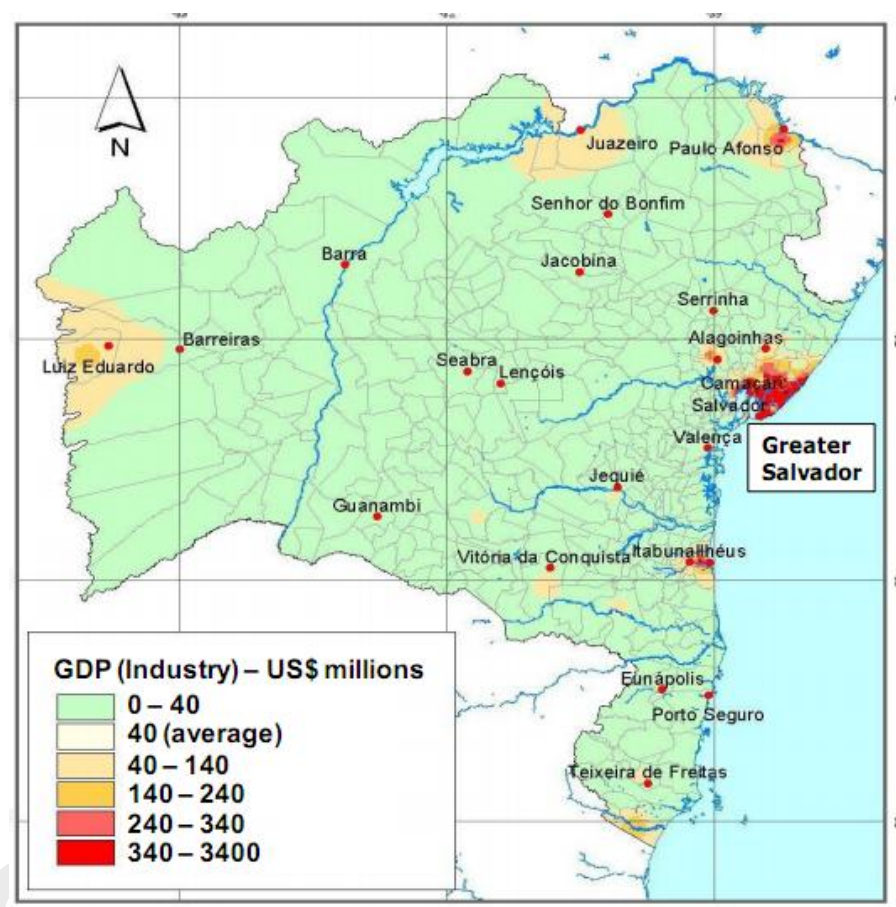 N
Juazeiro
Paulo Afonso
Senhor do Bonfim
Barra
Jacobina
Serrinha
Alagoinhas
Barreiras
Luiz Eduardo
Seabra
Lençóis
Camaçari
Salvador
Valença
Greater
Salvador
Jequié
Guanambi
Vitória da Conquista
Itabuna
Ilhéus
GDP (Industry) – US$ millions
0 – 40
40 (average)
40 – 140
140 – 240
240 – 340
340 – 3400
Eunápolis
Porto Seguro
Teixeira de Freitas